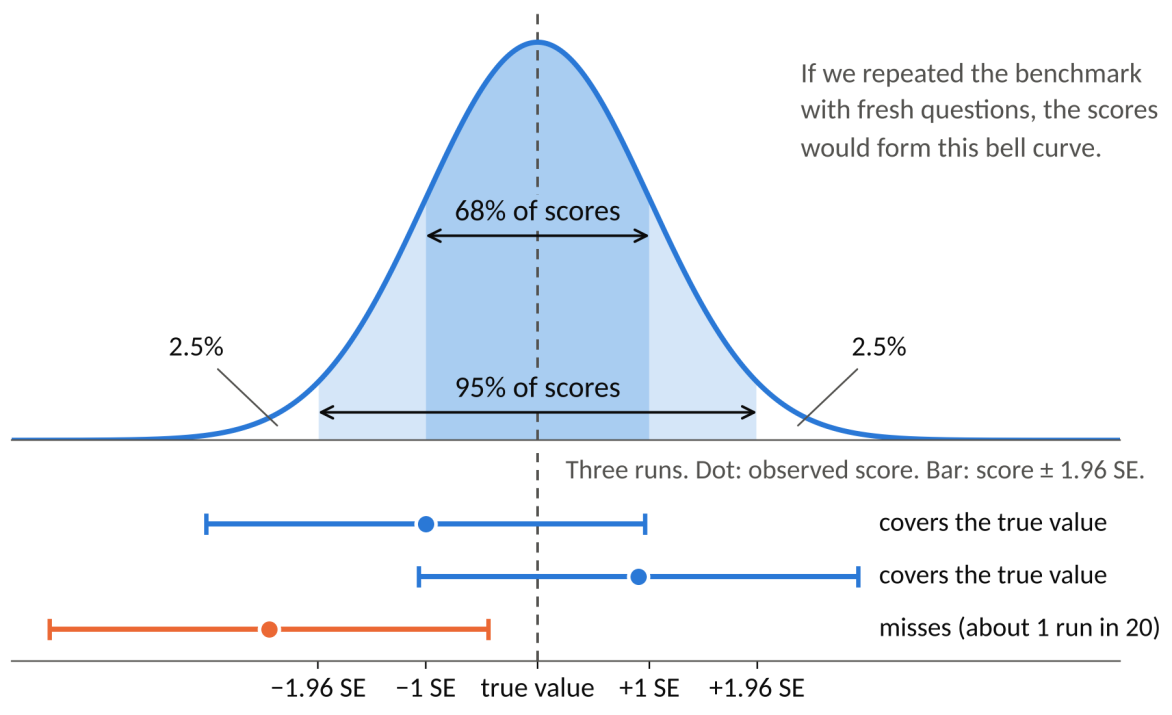 If we repeated the benchmark
with fresh questions, the scores
would form this bell curve.
68% of scores
2.5%
2.5%
95% of scores
Three runs. Dot: observed score. Bar: score ± 1.96 SE.
covers the true value
covers the true value
misses (about 1 run in 20)
−1.96 SE −1 SE true value +1 SE +1.96 SE